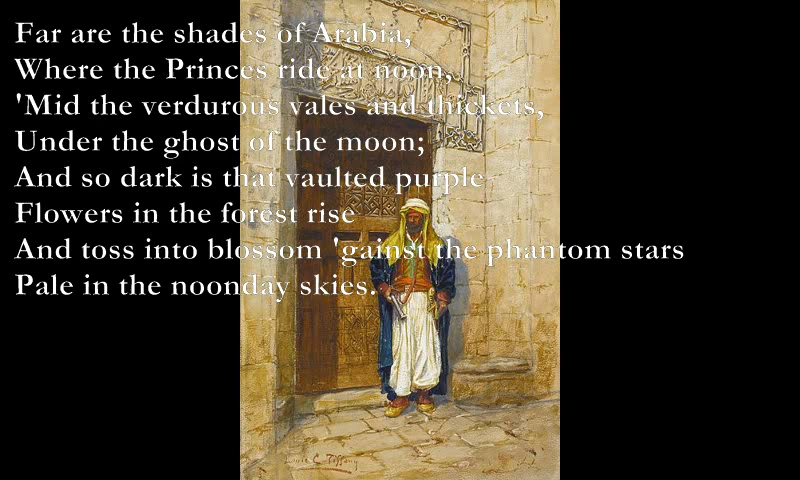 Far are the shades of Arabia,
Where the Princes ride at noon,
'Mid the verdurous vales and thickets,
Under the ghost of the moon;
And so dark is that vaulted purple
Flowers in the forest rise
And toss into blossom 'gainst the phantom stars
Pale in the noonday skies.
Louis C. Tiffany